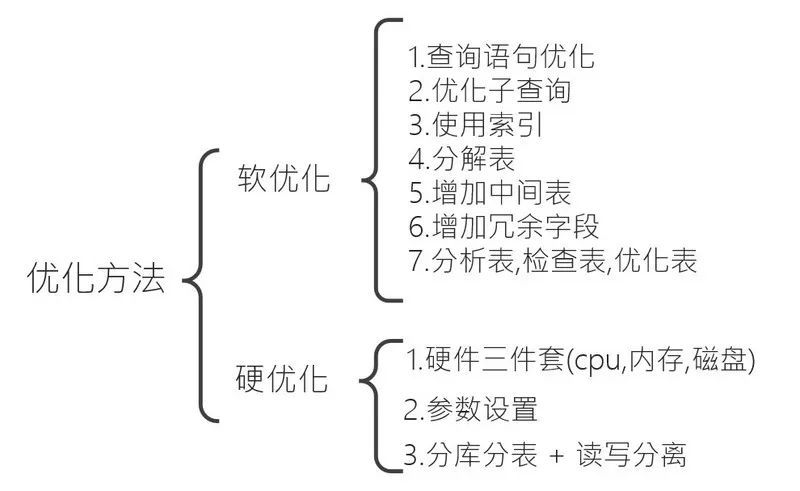 优化方法
软优化
1.查询语句优化
2.优化子查询
3.使用索引
4.分解表
5.增加中间表
6.增加冗余字段
7.分析表,检查表,优化表
硬优化
1.硬件三件套(cpu,内存,磁盘)
2.参数设置
3.分库分表 + 读写分离